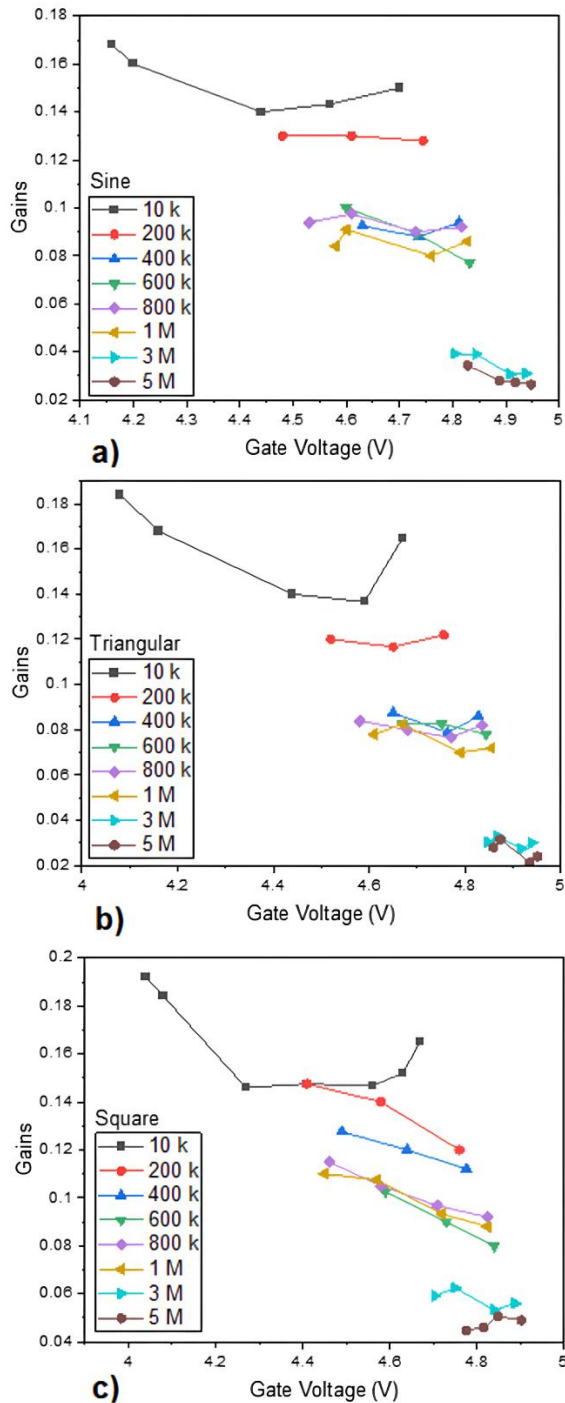 0.18
0.16
0.14
0.12
0.1
0.08
0.06
0.04
0.02
Gains
Sine
10 k
200 k
400 k
600 k
800 k
1 M
3 M
5 M
4.1 4.2 4.3 4.4 4.5 4.6 4.7 4.8 4.9 5
Gate Voltage (V)
a)
0.18
0.16
0.14
0.12
0.1
0.08
0.06
0.04
0.02
Gains
Triangular
10 k
200 k
400 k
600 k
800 k
1 M
3 M
5 M
4 4.2 4.4 4.6 4.8 5
Gate Voltage (V)
b)
0.2
0.18
0.16
0.14
0.12
0.1
0.08
0.06
0.04
Gains
Square
10 k
200 k
400 k
600 k
800 k
1 M
3 M
5 M
4 4.2 4.4 4.6 4.8 5
Gate Voltage (V)
c)